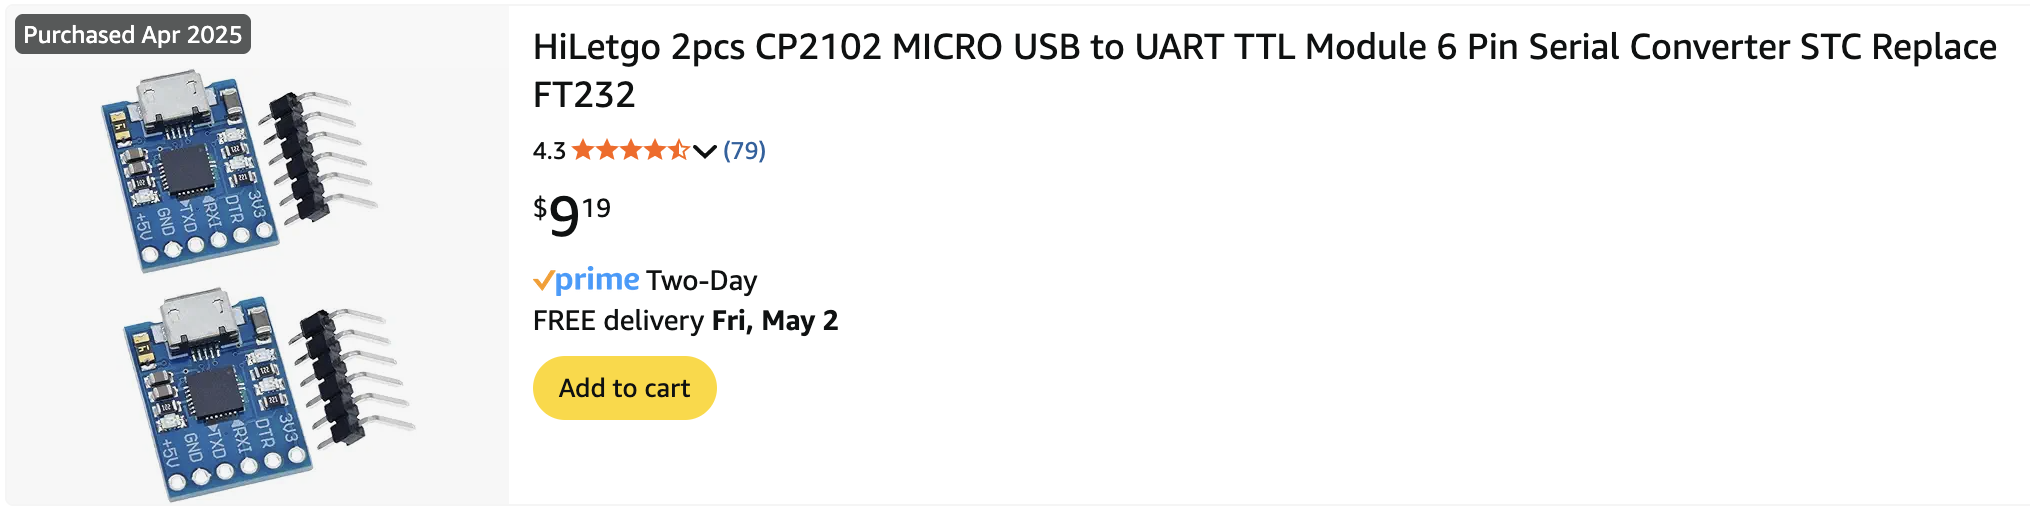 Purchased Apr 2025
HiLetgo 2pcs CP2102 MICRO USB to UART TTL Module 6 Pin Serial Converter STC Replace
FT232
4.3 (79)
$9.19
prime Two-Day
FREE delivery Fri, May 2
Add to cart
+5V
GND
TXD
RXI
DTR
3V3
+5V
GND
TXD
RXI
DTR
3V3